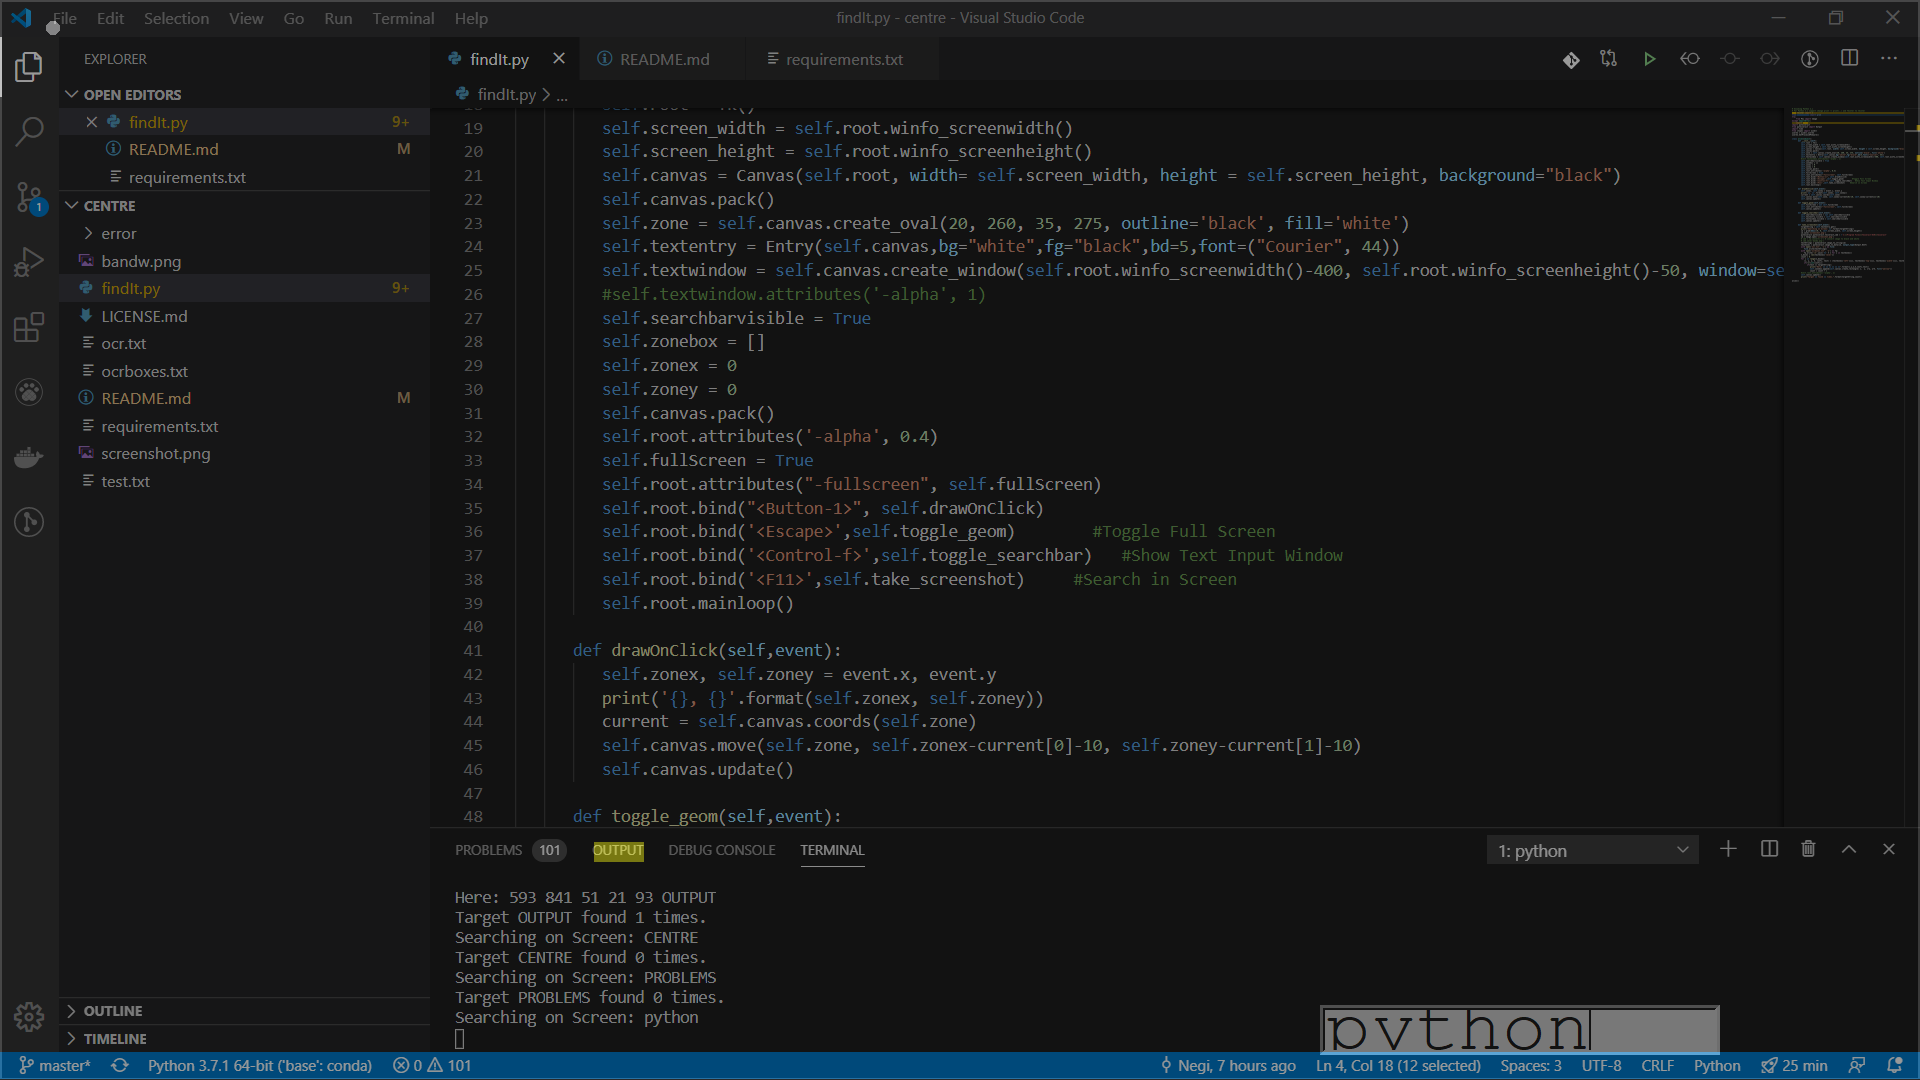 File Edit Selection View Go Run Terminal Help
findIt.py - centre - Visual Studio Code
EXPLORER
OPEN EDITORS
findIt.py 9+
README.md M
requirements.txt
1
CENTRE
error
bandw.png
findIt.py 9+
LICENSE.md
ocr.txt
ocrboxes.txt
README.md M
requirements.txt
screenshot.png
test.txt
OUTLINE
TIMELINE
findIt.py README.md requirements.txt
findIt.py > ...
19 self.screen_width = self.root.winfo_screenwidth()
20 self.screen_height = self.root.winfo_screenheight()
21 self.canvas = Canvas(self.root, width= self.screen_width, height = self.screen_height, background="black")
22 self.canvas.pack()
23 self.zone = self.canvas.create_oval(20, 260, 35, 275, outline='black', fill='white')
24 self.textentry = Entry(self.canvas,bg="white",fg="black",bd=5,font=("Courier", 44))
25 self.textwindow = self.canvas.create_window(self.root.winfo_screenwidth()-400, self.root.winfo_screenheight()-50, window=se
26 #self.textwindow.attributes('-alpha', 1)
27 self.searchbarvisible = True
28 self.zonebox = []
29 self.zonex = 0
30 self.zoney = 0
31 self.canvas.pack()
32 self.root.attributes('-alpha', 0.4)
33 self.fullScreen = True
34 self.root.attributes("-fullscreen", self.fullScreen)
35 self.root.bind("<Button-1>", self.drawOnClick)
36 self.root.bind('<Escape>',self.toggle_geom) #Toggle Full Screen
37 self.root.bind('<Control-f>',self.toggle_searchbar) #Show Text Input Window
38 self.root.bind('<F11>',self.take_screenshot) #Search in Screen
39 self.root.mainloop()
40
41 def drawOnClick(self,event):
42 self.zonex, self.zoney = event.x, event.y
43 print('{}, {}'.format(self.zonex, self.zoney))
44 current = self.canvas.coords(self.zone)
45 self.canvas.move(self.zone, self.zonex-current[0]-10, self.zoney-current[1]-10)
46 self.canvas.update()
47
48 def toggle_geom(self,event):
PROBLEMS 101 OUTPUT DEBUG CONSOLE TERMINAL
1: python
Here: 593 841 51 21 93 OUTPUT
Target OUTPUT found 1 times.
Searching on Screen: CENTRE
Target CENTRE found 0 times.
Searching on Screen: PROBLEMS
Target PROBLEMS found 0 times.
Searching on Screen: python
python
master* Python 3.7.1 64-bit ('base': conda) 0 101 Negi, 7 hours ago Ln 4, Col 18 (12 selected) Spaces: 3 UTF-8 CRLF Python 25 min